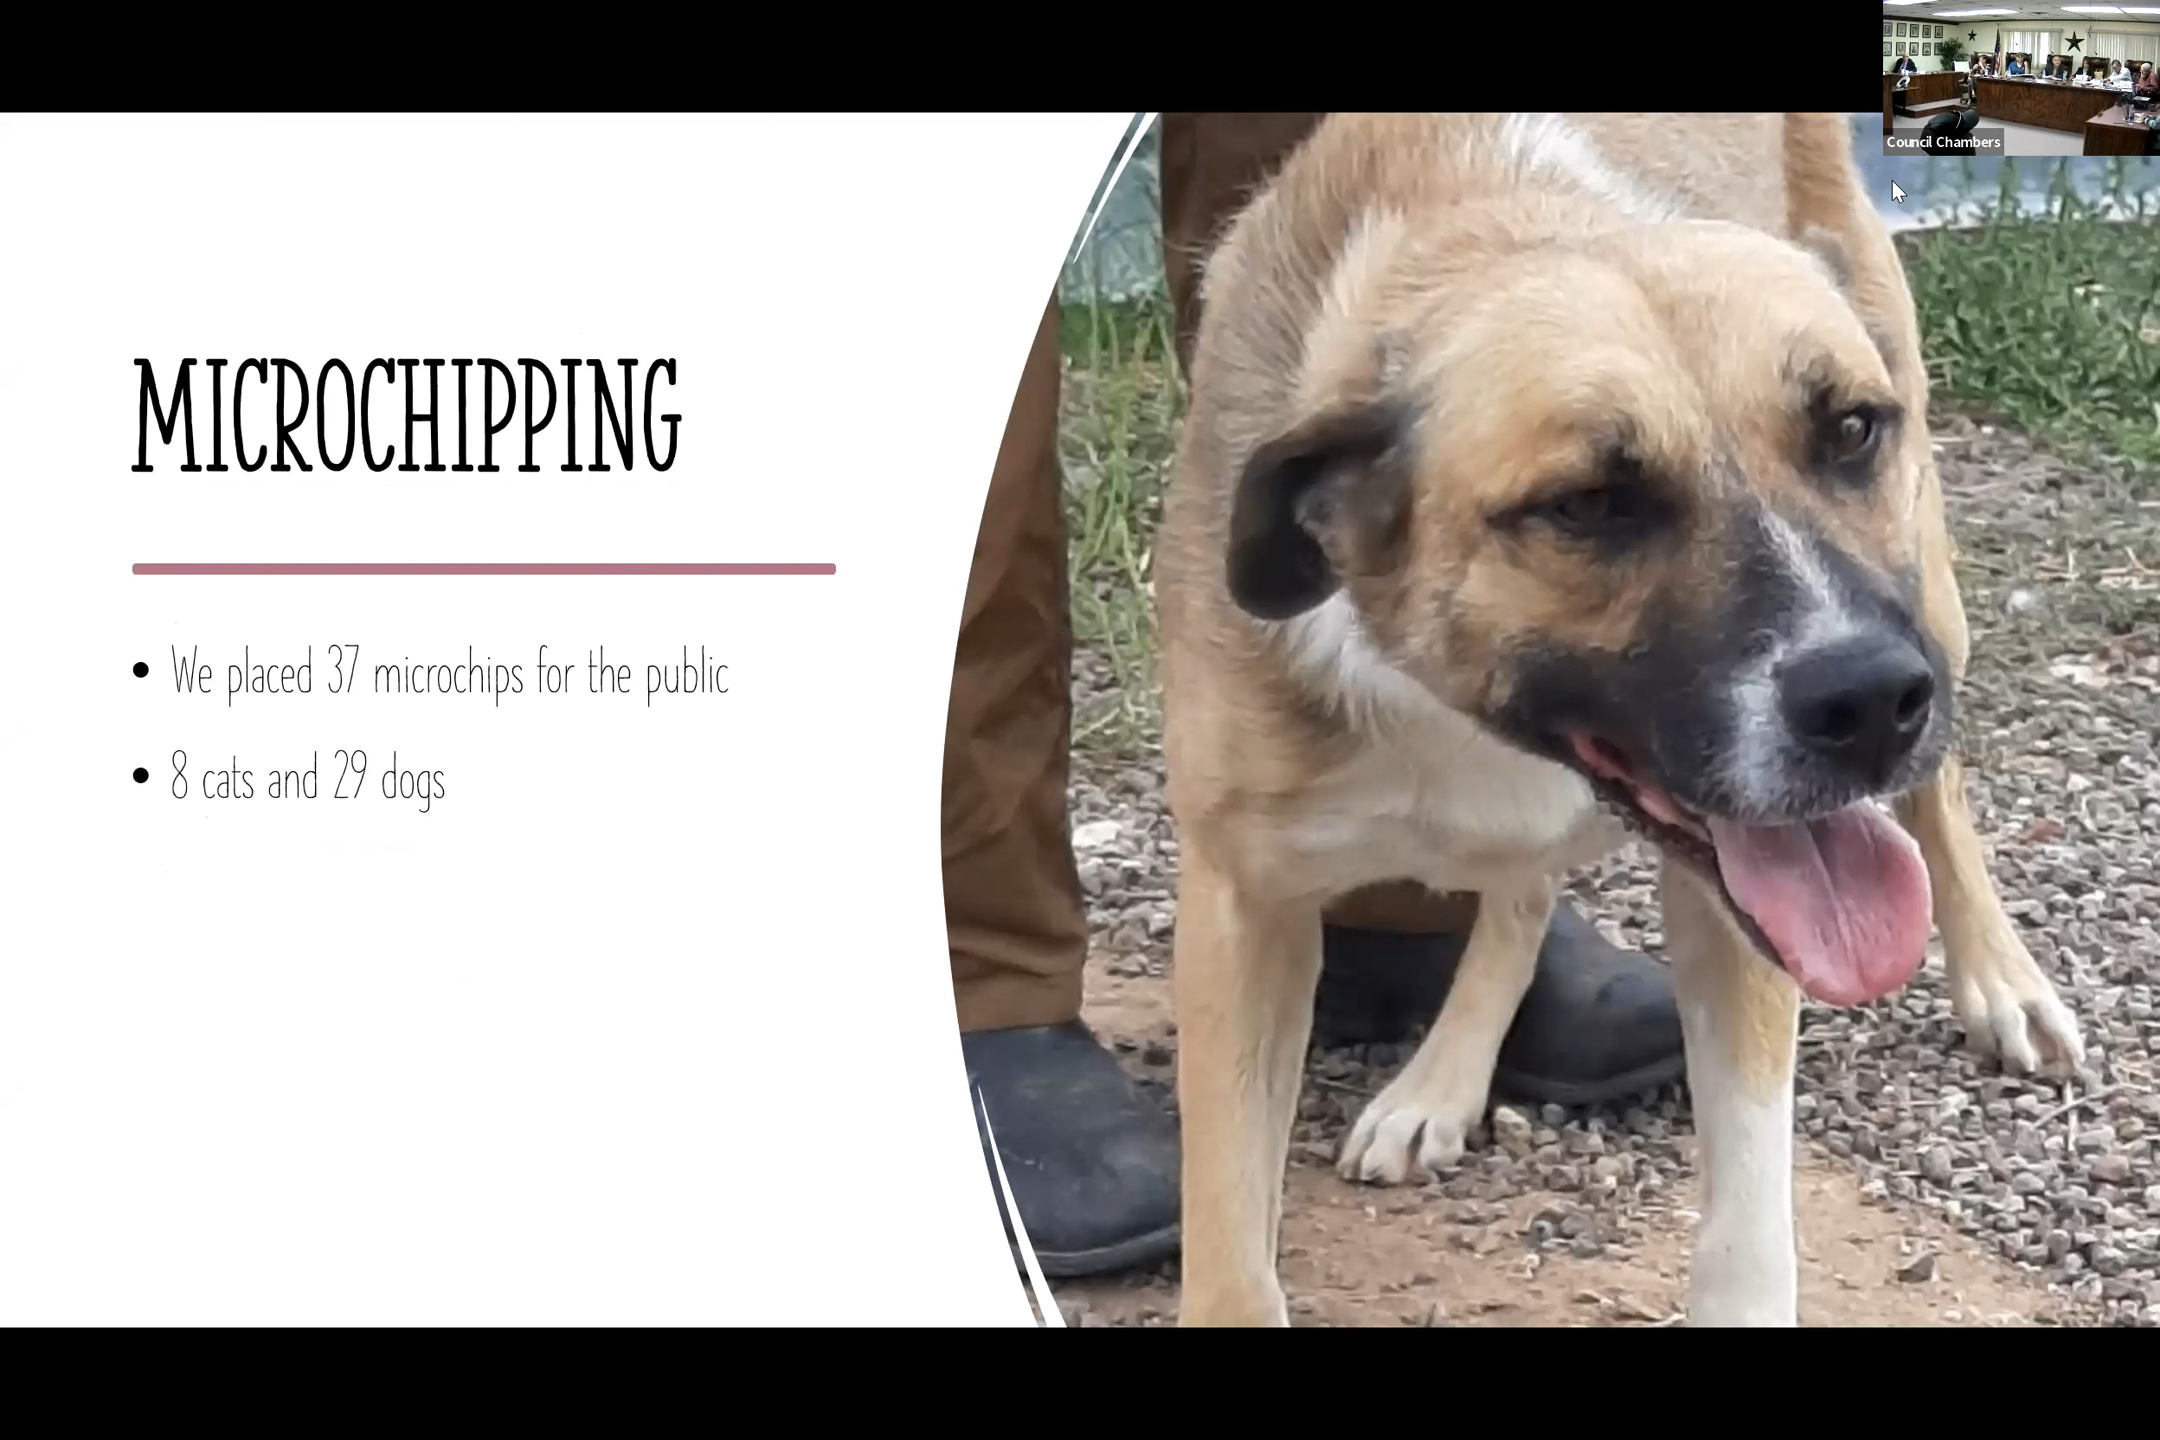 Council Chambers
MICROCHIPPING
• We placed 37 microchips for the public
• 8 cats and 29 dogs